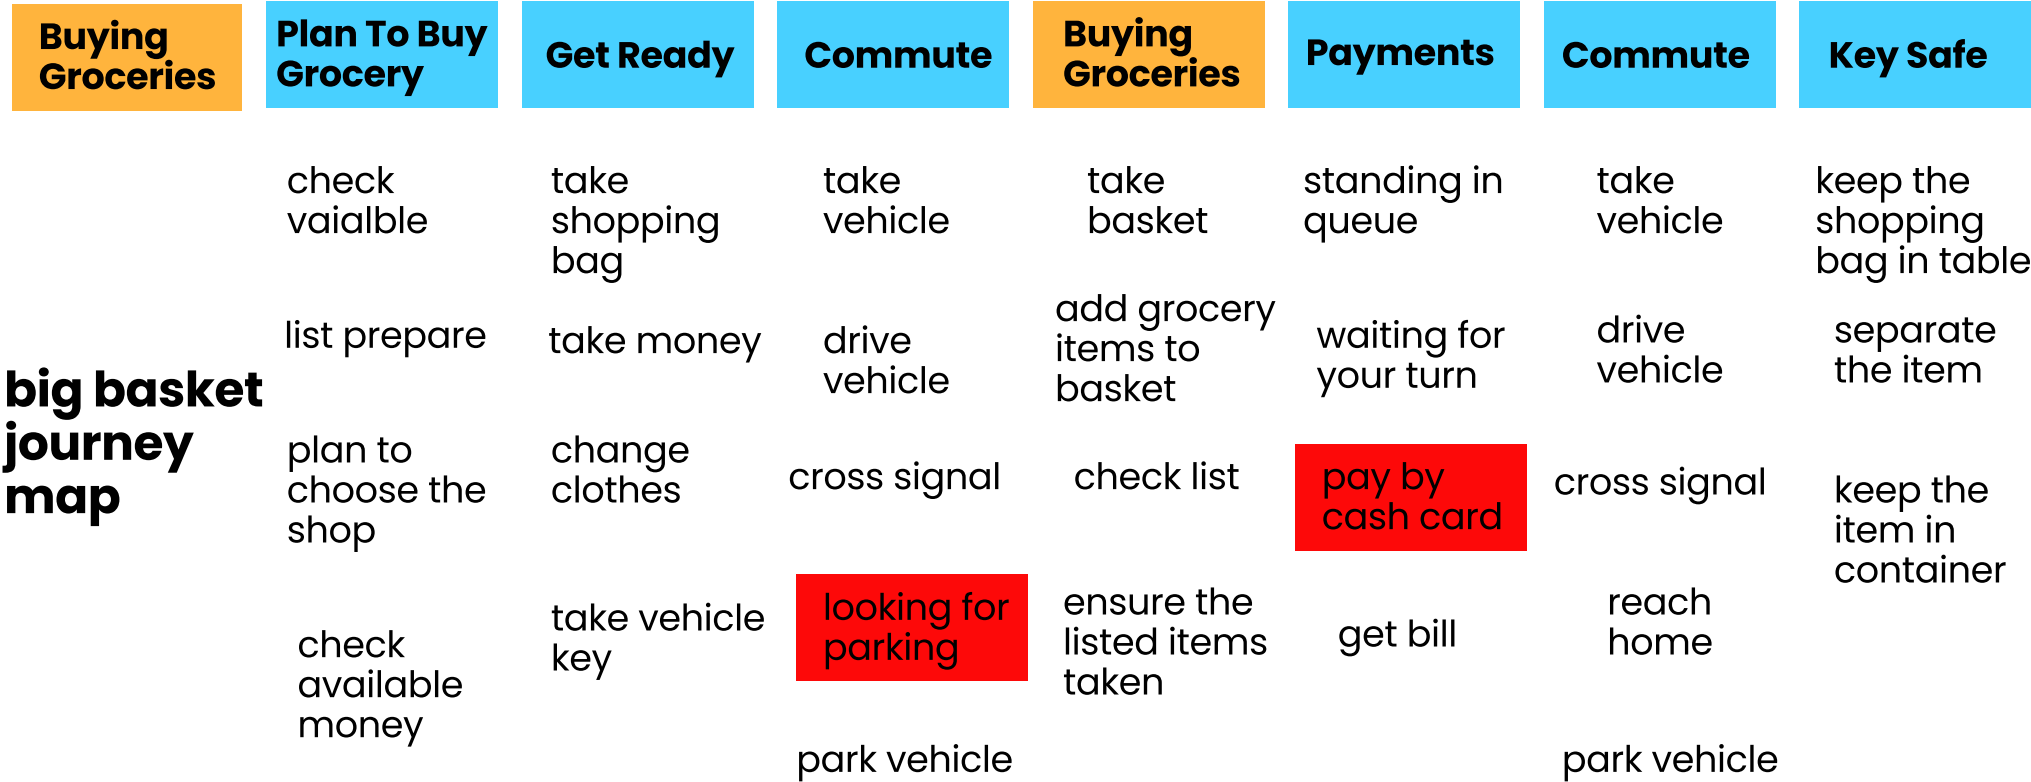 Buying
Groceries
Plan To Buy
Grocery
Get Ready
Commute
Buying
Groceries
Payments
Commute
Key Safe
big basket
journey
map
check
vaialble
list prepare
plan to
choose the
shop
check
available
money
take
shopping
bag
take money
change
clothes
take vehicle
key
take
vehicle
drive
vehicle
cross signal
looking for
parking
park vehicle
take
basket
add grocery
items to
basket
check list
ensure the
listed items
taken
standing in
queue
waiting for
your turn
pay by
cash card
get bill
take
vehicle
drive
vehicle
cross signal
reach
home
park vehicle
keep the
shopping
bag in table
separate
the item
keep the
item in
container